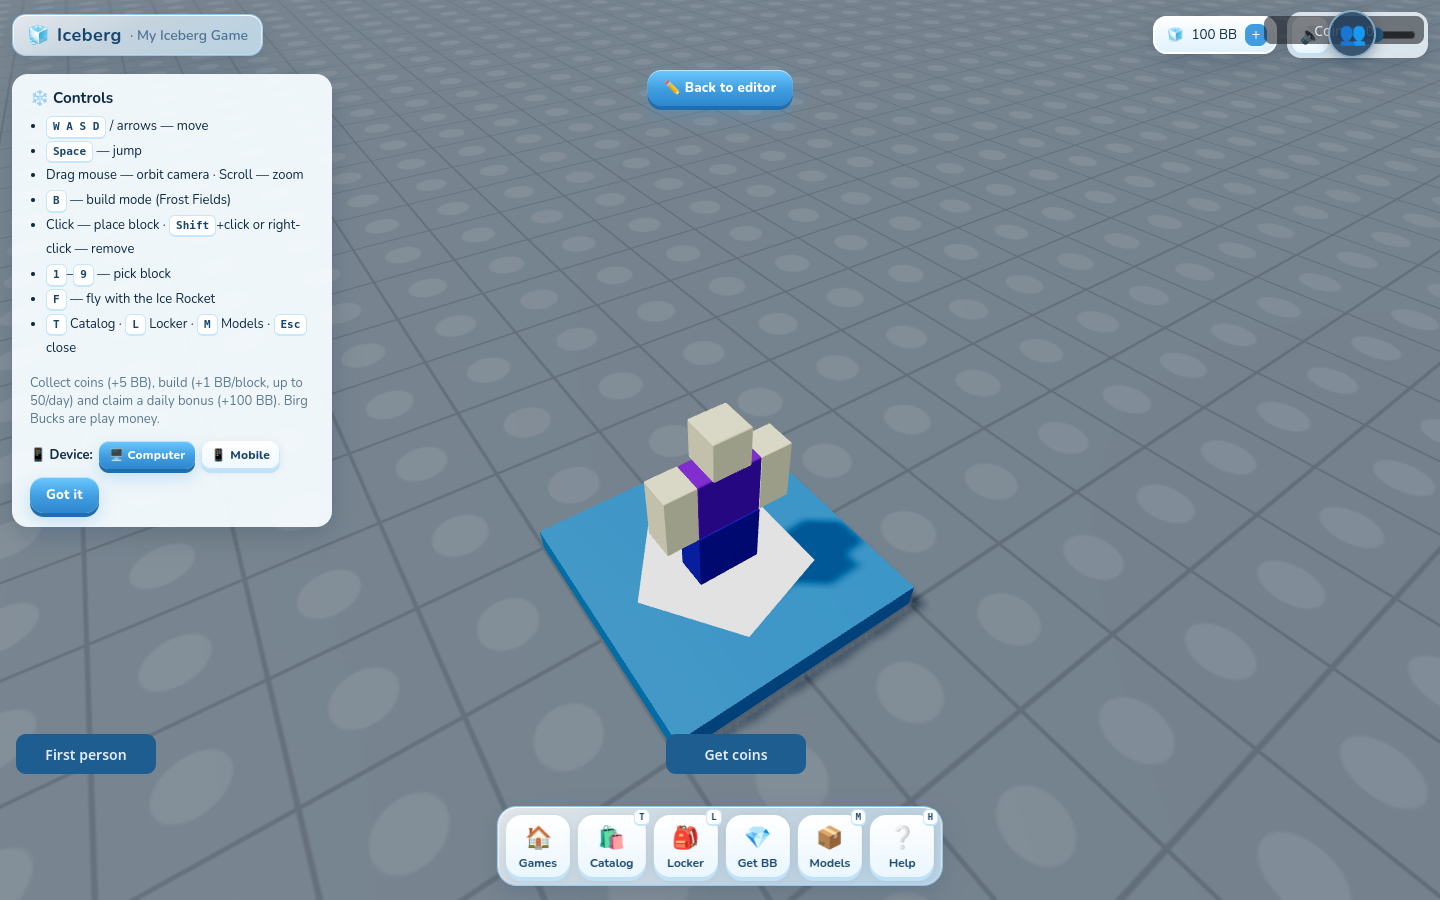 Iceberg · My Iceberg Game
100 BB +
Back to editor
Controls
W A S D / arrows — move
Space — jump
Drag mouse — orbit camera · Scroll — zoom
B — build mode (Frost Fields)
Click — place block · Shift+click or right-
click — remove
1–9 — pick block
F — fly with the Ice Rocket
T Catalog · L Locker · M Models · Esc
close
Collect coins (+5 BB), build (+1 BB/block, up to
50/day) and claim a daily bonus (+100 BB). Birg
Bucks are play money.
Device: Computer Mobile
Got it
First person
Get coins
T L M H
Games Catalog Locker Get BB Models Help